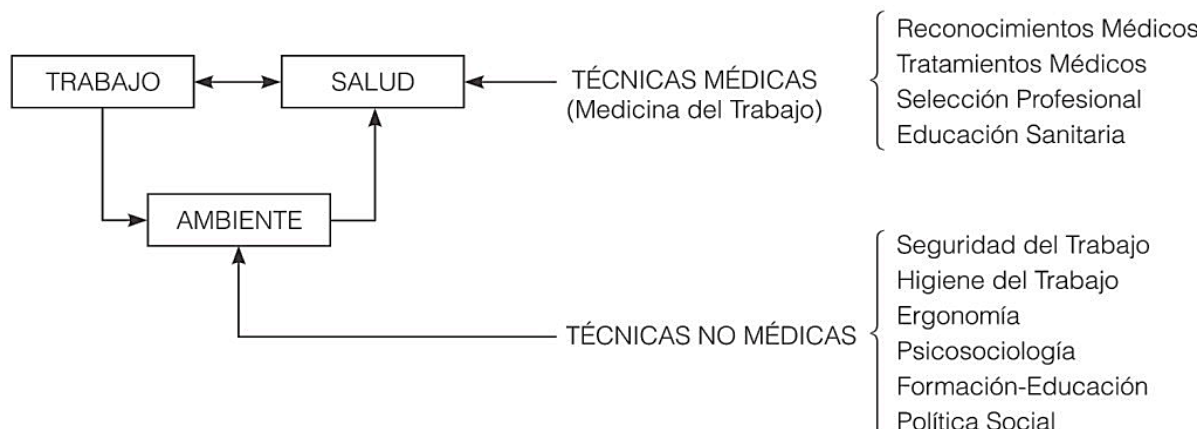 TRABAJO
SALUD
TÉCNICAS MÉDICAS
(Medicina del Trabajo)
Reconocimientos Médicos
Tratamientos Médicos
Selección Profesional
Educación Sanitaria
AMBIENTE
TÉCNICAS NO MÉDICAS
Seguridad del Trabajo
Higiene del Trabajo
Ergonomía
Psicosociología
Formación-Educación
Política Social